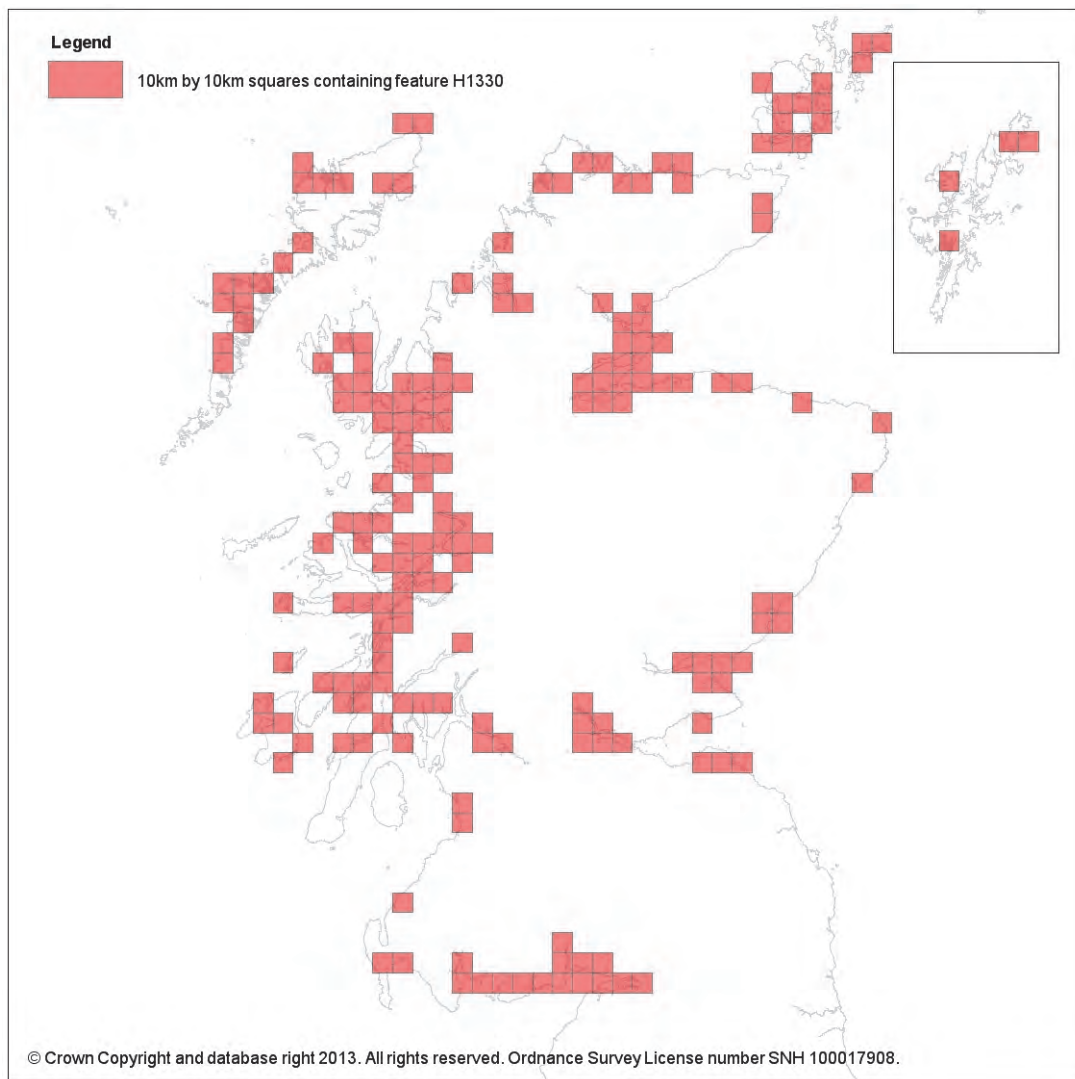 Legend
10km by 10km squares containing feature H1330
© Crown Copyright and database right 2013. All rights reserved. Ordnance Survey License number SNH 100017908.